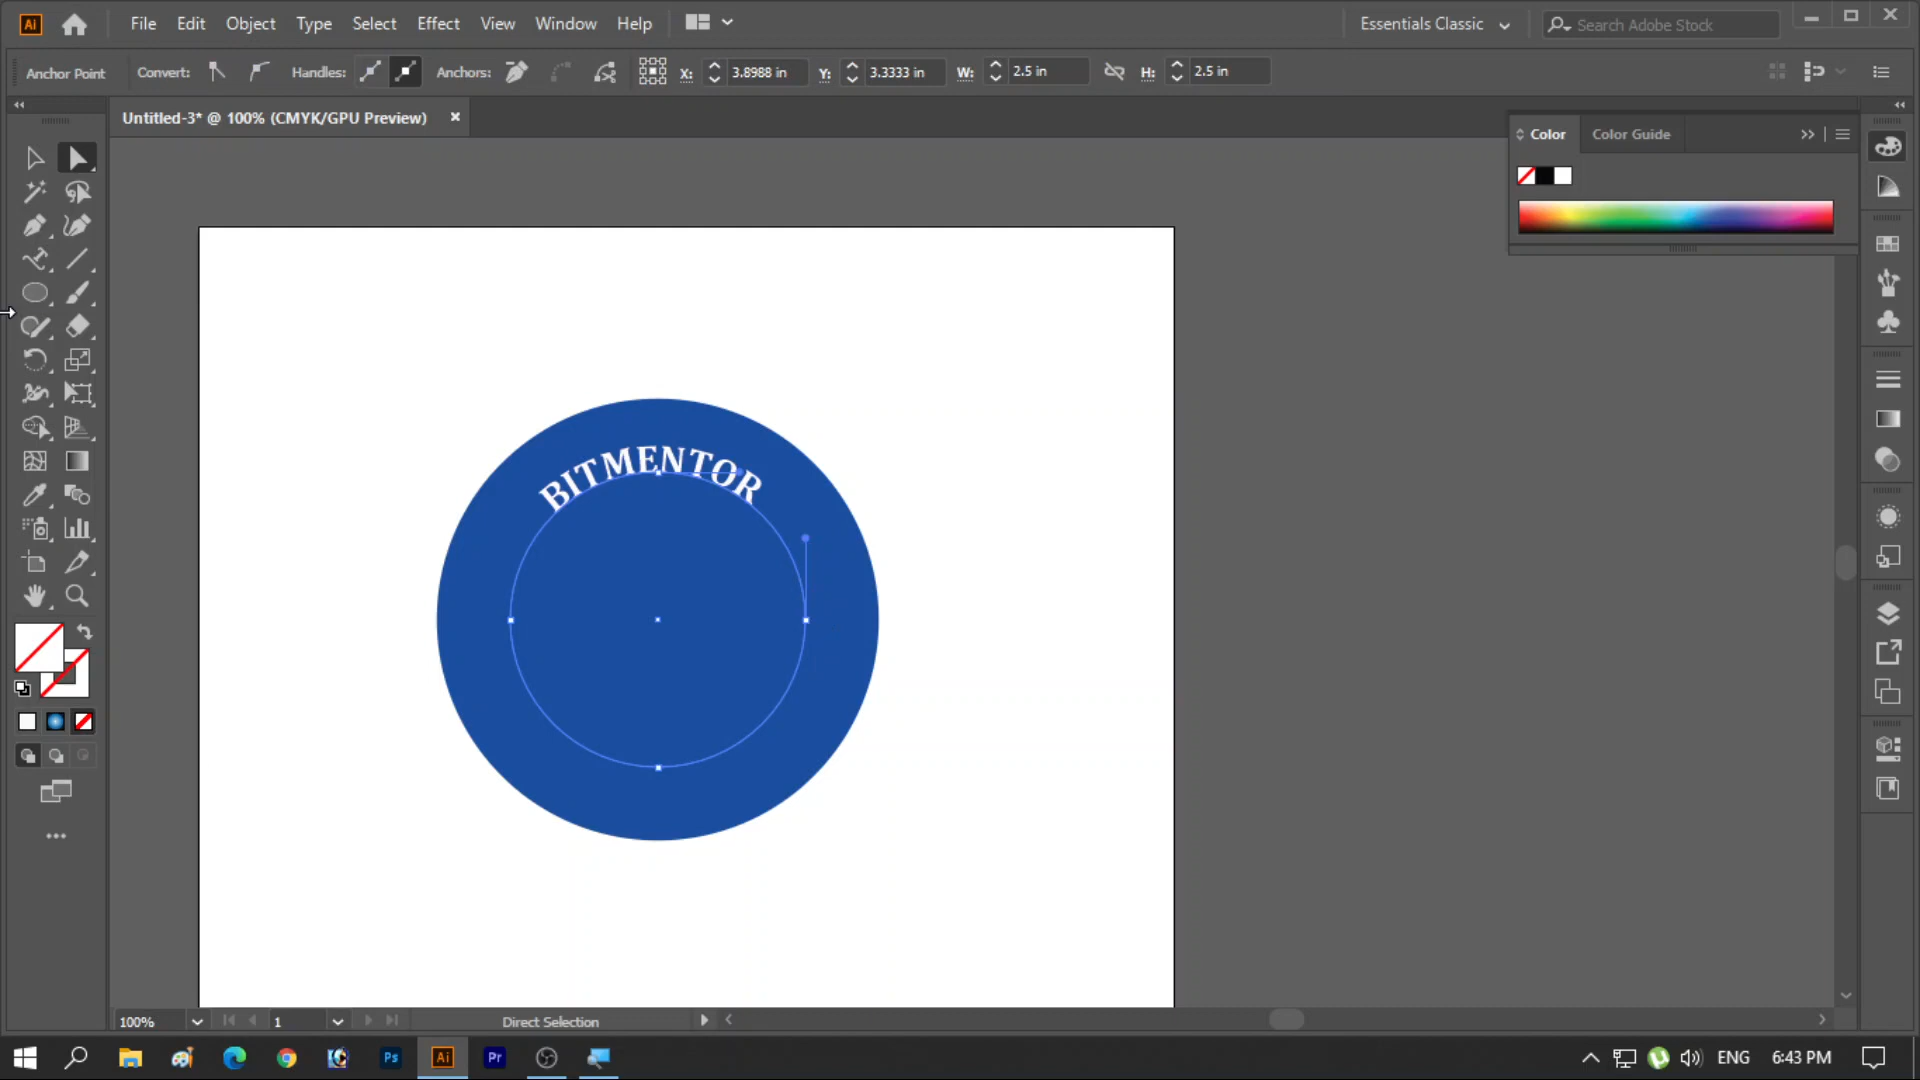 Ai File Edit Object Type Select Effect View Window Help Essentials Classic Search Adobe Stock
Anchor Point Convert: Handles: Anchors: X: 3.8988 in Y: 3.3333 in W: 2.5 in H: 2.5 in
Untitled-3* @ 100% (CMYK/GPU Preview)
Color Color Guide
BITMENTOR
100% 1 Direct Selection
Ps Ai Pr ENG 6:43 PM